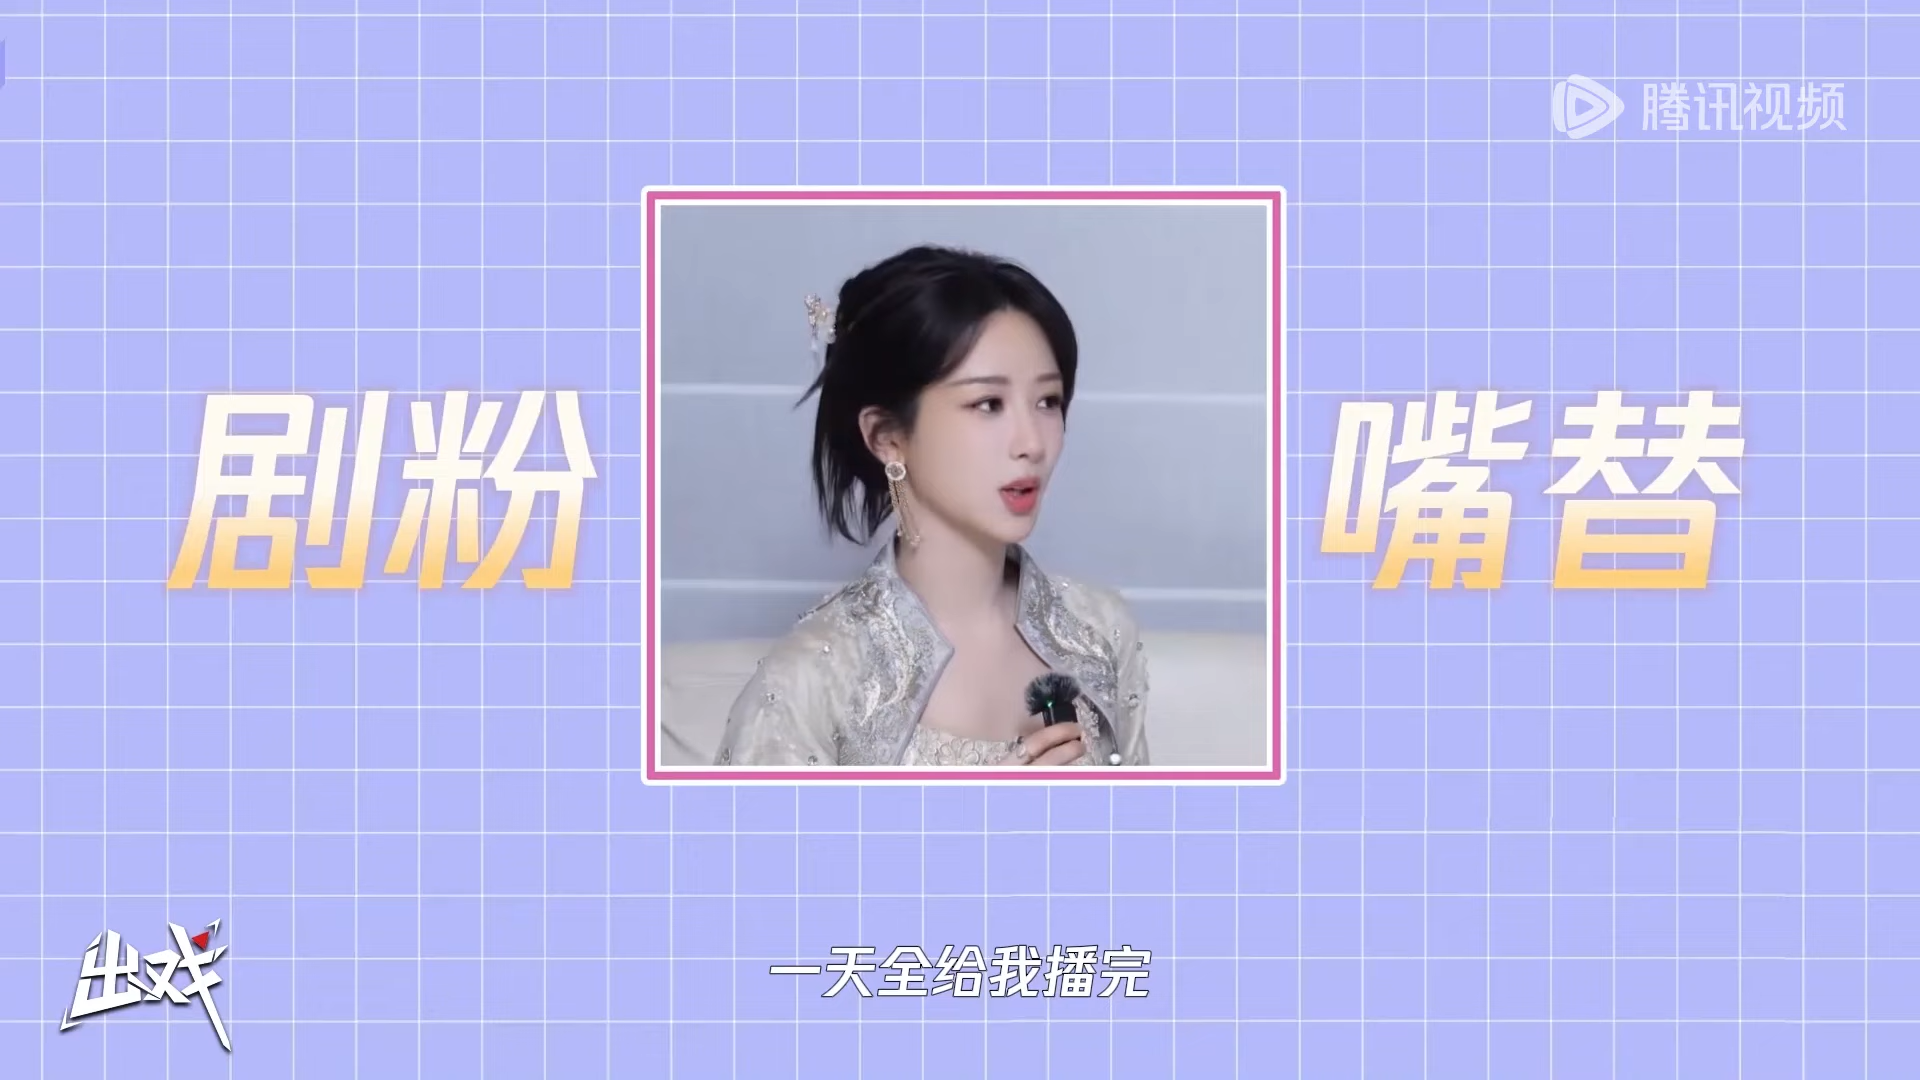 腾讯视频
剧粉
嘴替
出戏
一天全给我播完